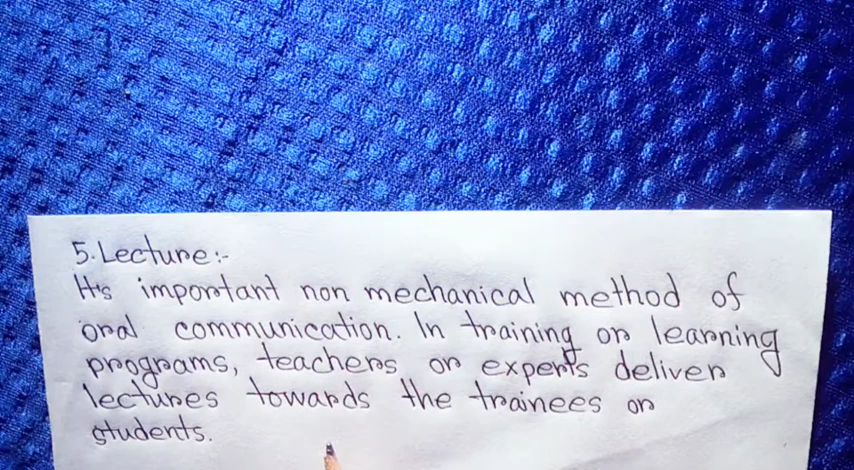 5. Lecture:-
It's important non mechanical method of
oral communication. In training or learning
programs, teachers or experts deliver
lectures towards the trainees or
students.